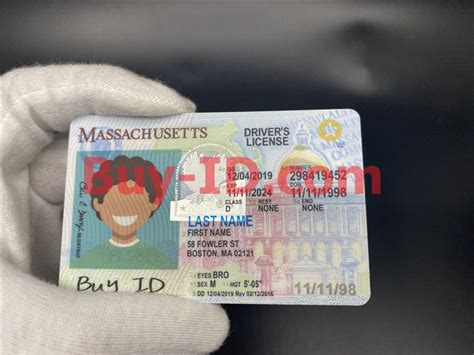 MASSACHUSETTS
DRIVER'S
LICENSE
Buy-ID.com
12/04/2019
298419452
11/11/2024
11/11/1998
CLASS
D
LAST NAME
FIRST NAME
58 FOWLER ST
BOSTON, MA 02121
EYES BRO
SEX M HGT 5'-05"
DD 12/04/2019 Rev 02/12/2016
11/11/98
Buy ID